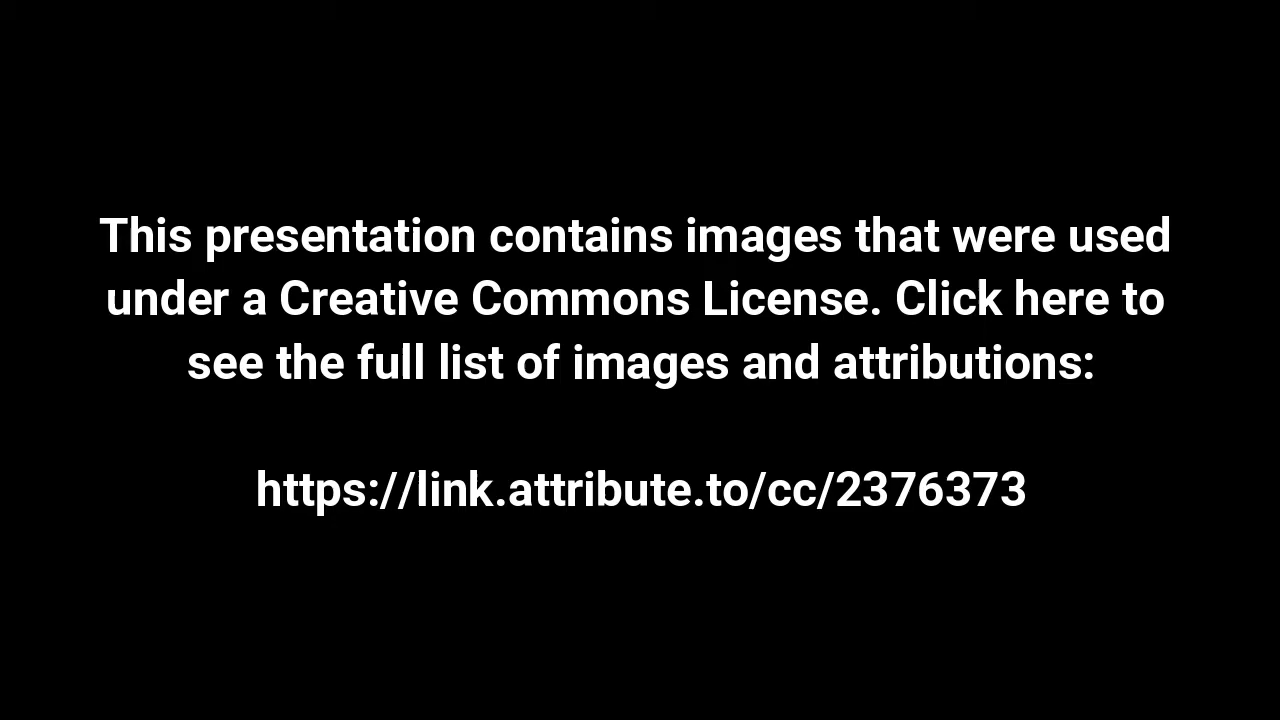 This presentation contains images that were used
under a Creative Commons License. Click here to
see the full list of images and attributions:
https://link.attribute.to/cc/2376373